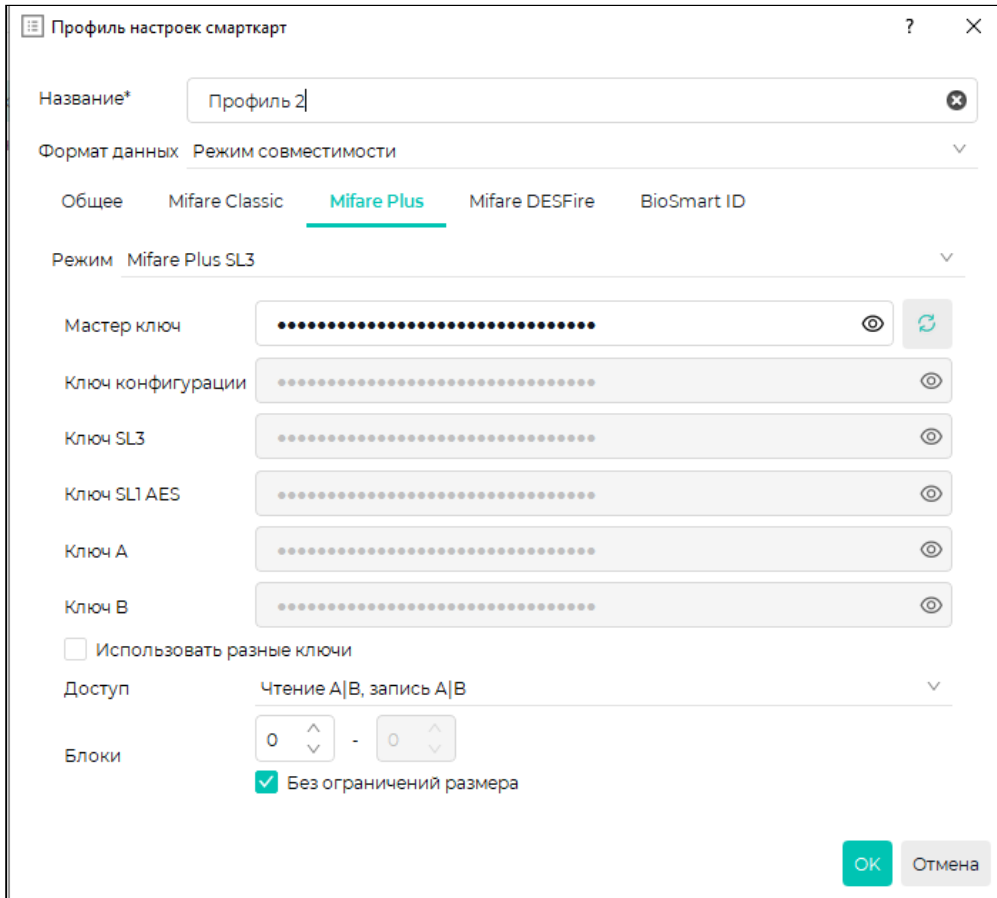 Профиль настроек смарткарт ?
Название* Профиль 2
Формат данных Режим совместимости
Общее Mifare Classic Mifare Plus Mifare DESFire BioSmart ID
Режим Mifare Plus SL3
Мастер ключ ••••••••••••••••••••••••••••••••
Ключ конфигурации ••••••••••••••••••••••••••••••••
Ключ SL3 ••••••••••••••••••••••••••••••••
Ключ SL1 AES ••••••••••••••••••••••••••••••••
Ключ A ••••••••••••••••••••••••••••••••
Ключ B ••••••••••••••••••••••••••••••••
Использовать разные ключи
Доступ Чтение A|B, запись A|B
Блоки 0 - 0
Без ограничений размера
OK Отмена